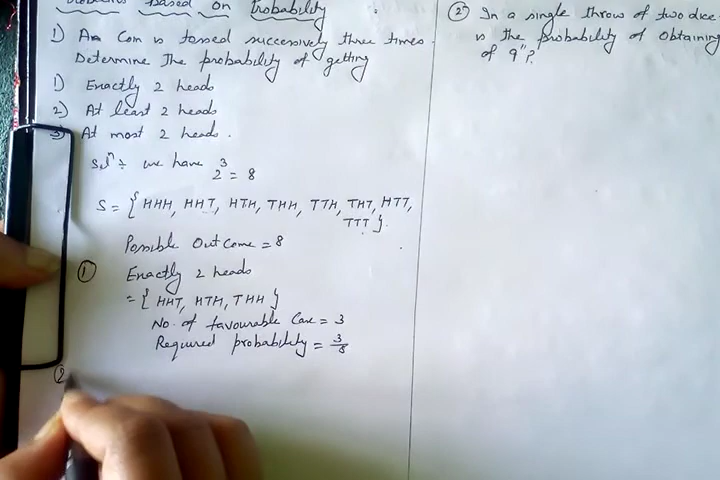 Problems based on Probability
1) A Coin is tossed successively three times.
Determine The probability of getting
1) Exactly 2 heads
2) At least 2 heads
3) At most 2 heads.
Solⁿ ÷ we have 2³ = 8
S = { HHH, HHT, HTH, THH, TTH, THT, HTT,
TTT }.
Possible Outcome = 8
① Exactly 2 heads
= { HHT, HTH, THH }
No. of favourable Case = 3
Required probability = 3/8
②
② In a single throw of two dice
is the probability of Obtaining
of 9"?